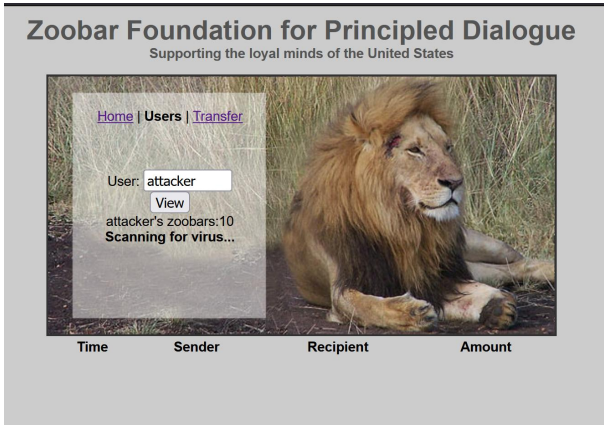 Zoobar Foundation for Principled Dialogue
Supporting the loyal minds of the United States
Home | Users | Transfer
User: attacker
View
attacker's zoobars:10
Scanning for virus...
Time Sender Recipient Amount